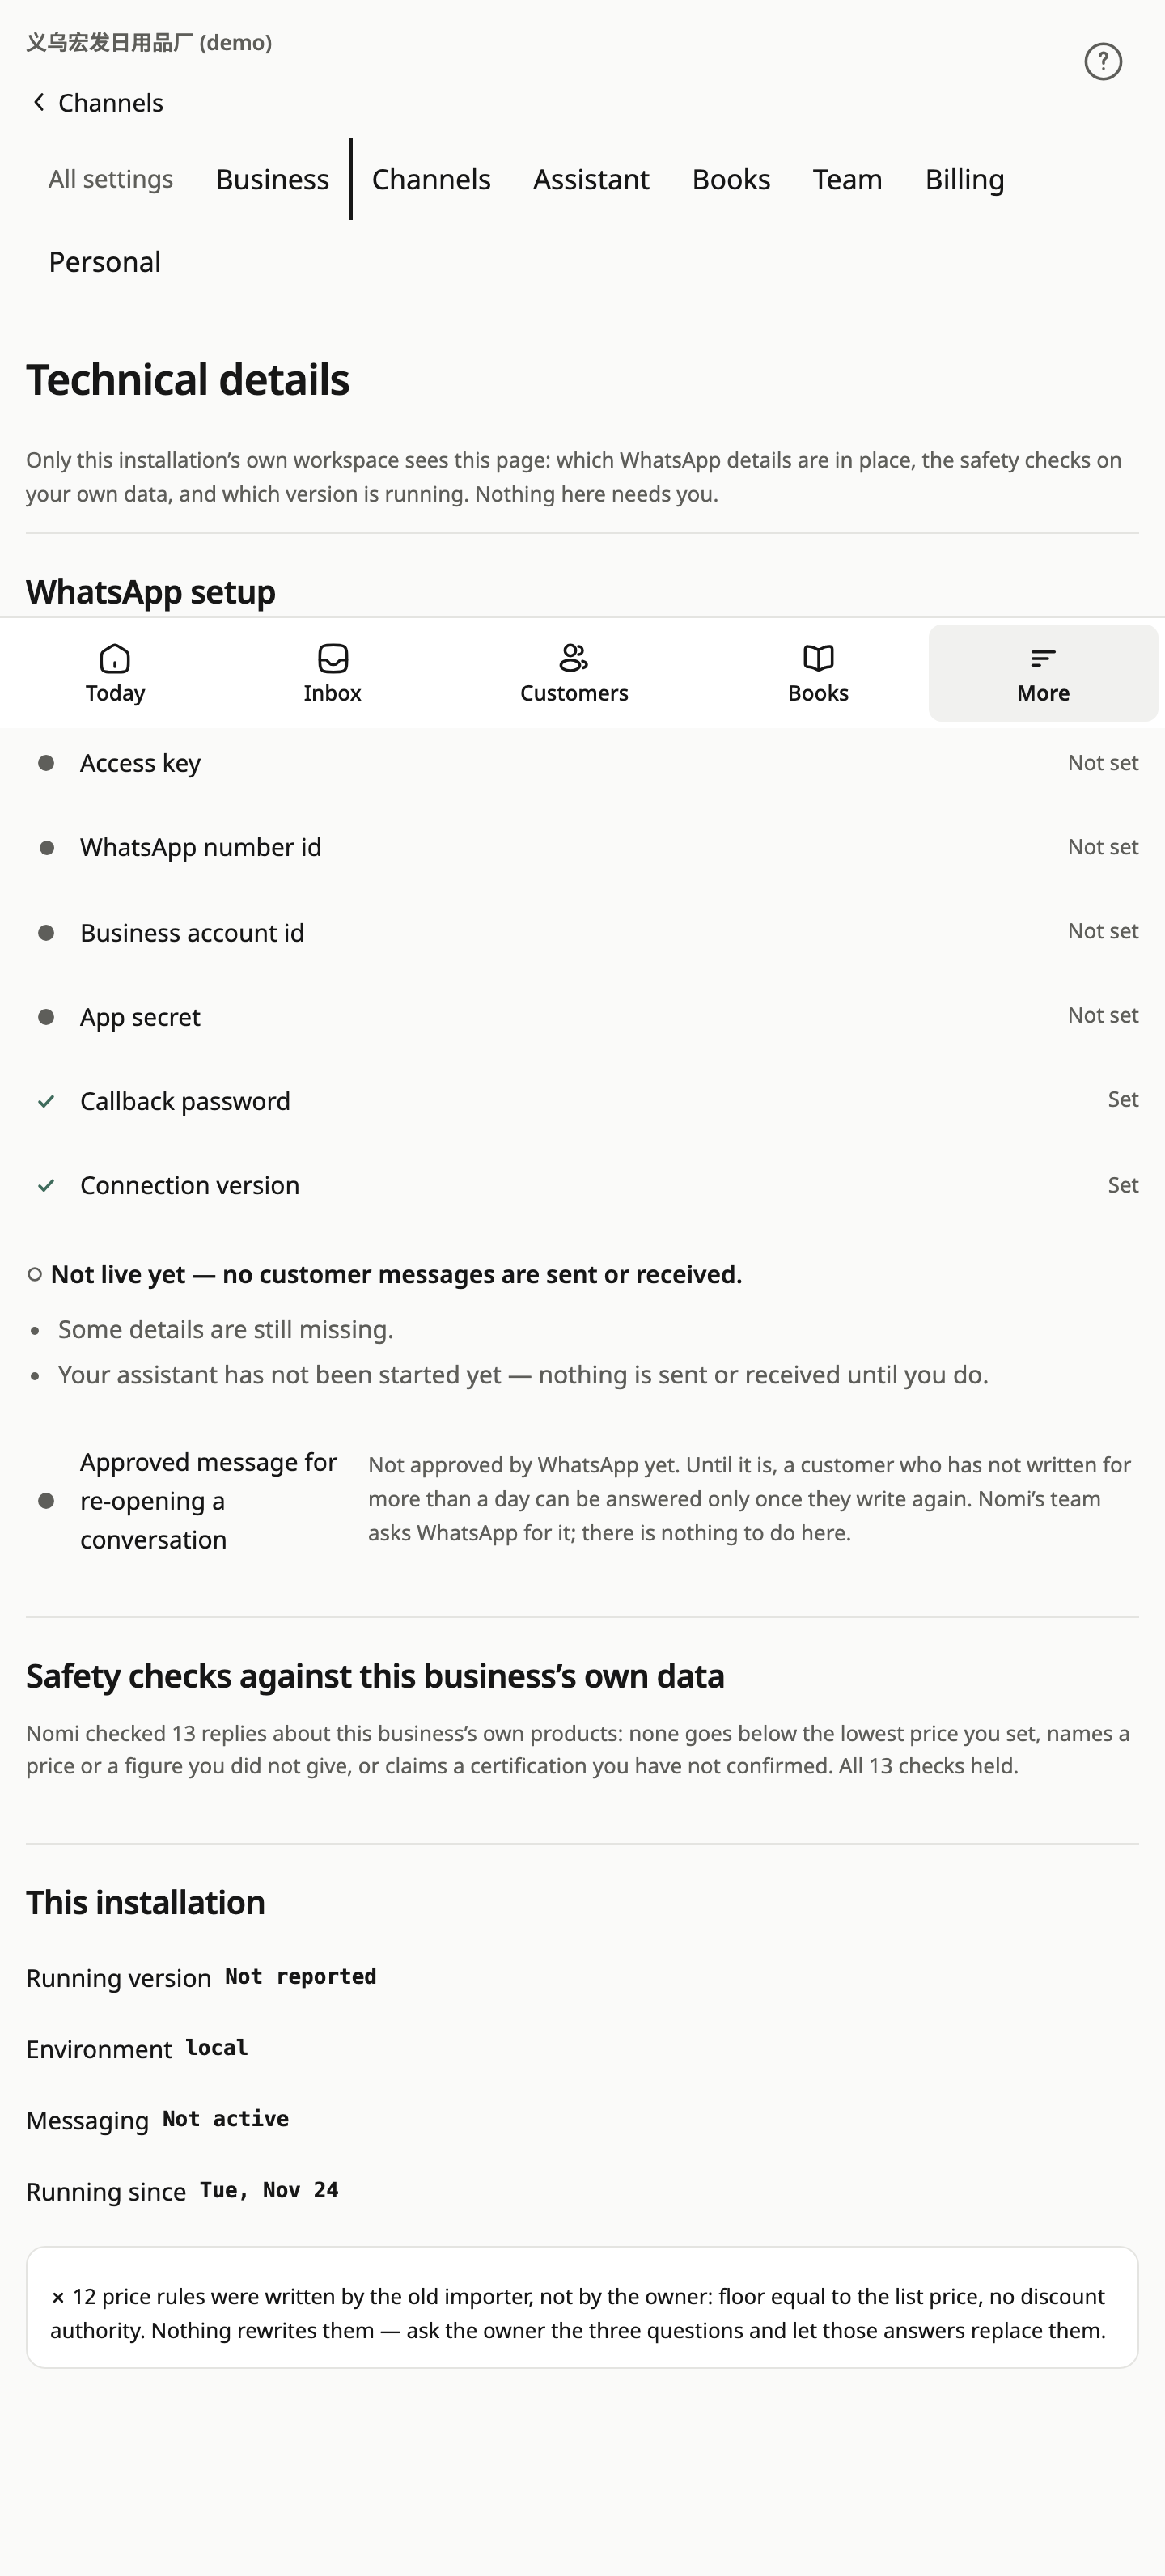 义乌宏发日用品厂 (demo)
Channels
All settings
Business
Channels
Assistant
Books
Team
Billing
Personal
Technical details
Only this installation’s own workspace sees this page: which WhatsApp details are in place, the safety checks on
your own data, and which version is running. Nothing here needs you.
WhatsApp setup
Today
Inbox
Customers
Books
More
Access key
Not set
WhatsApp number id
Not set
Business account id
Not set
App secret
Not set
Callback password
Set
Connection version
Set
Not live yet — no customer messages are sent or received.
Some details are still missing.
Your assistant has not been started yet — nothing is sent or received until you do.
Approved message for
re-opening a
conversation
Not approved by WhatsApp yet. Until it is, a customer who has not written for
more than a day can be answered only once they write again. Nomi’s team
asks WhatsApp for it; there is nothing to do here.
Safety checks against this business’s own data
Nomi checked 13 replies about this business’s own products: none goes below the lowest price you set, names a
price or a figure you did not give, or claims a certification you have not confirmed. All 13 checks held.
This installation
Running version Not reported
Environment local
Messaging Not active
Running since Tue, Nov 24
× 12 price rules were written by the old importer, not by the owner: floor equal to the list price, no discount
authority. Nothing rewrites them — ask the owner the three questions and let those answers replace them.